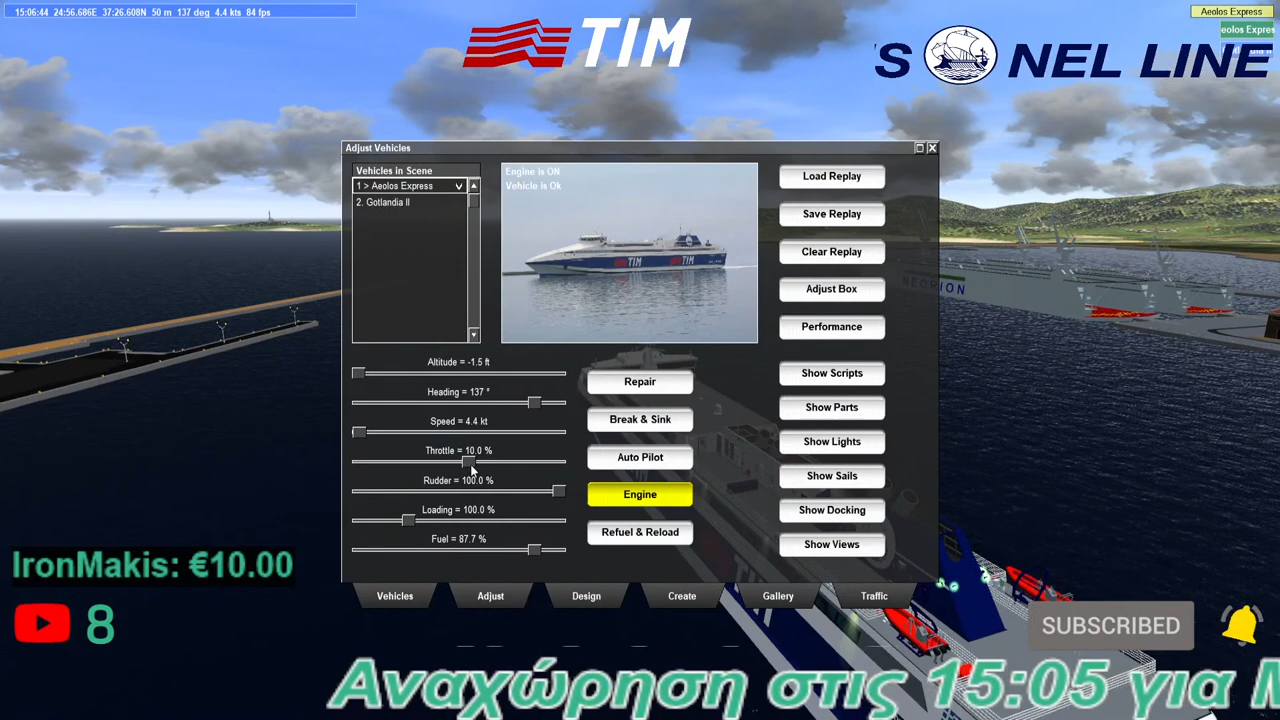 15:06:44 24:56.686E 37:26.608N 50 m 137 deg 4.4 kts 84 fps
Aeolos Express
eolos Expres
TIM
S NEL LINE
Adjust Vehicles
Vehicles in Scene
1 > Aeolos Express
2. Gotlandia II
Engine is ON
Vehicle is Ok
TIM TIM
Load Replay
Save Replay
Clear Replay
Adjust Box
Performance
NEORION
Altitude = -1.5 ft
Heading = 137 °
Speed = 4.4 kt
Throttle = 10.0 %
Rudder = 100.0 %
Loading = 100.0 %
Fuel = 87.7 %
Repair
Break & Sink
Auto Pilot
Engine
Refuel & Reload
Show Scripts
Show Parts
Show Lights
Show Sails
Show Docking
Show Views
Vehicles Adjust Design Create Gallery Traffic
IronMakis: €10.00
8
SUBSCRIBED
Αναχώρηση στις 15:05 για Μ